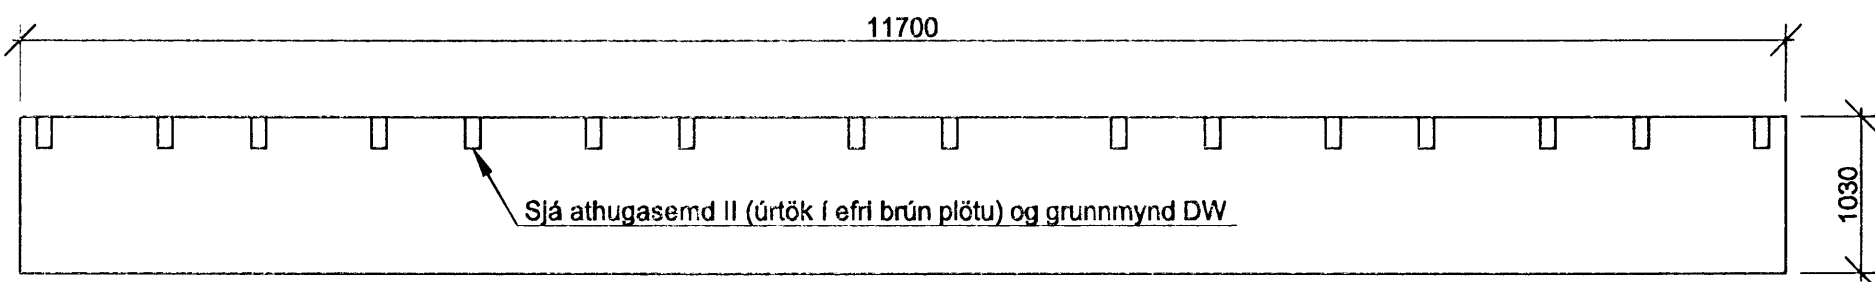 11700
Sjá athugasemd II (úrtök í efri brún plötu) og grunnmynd DW
1030